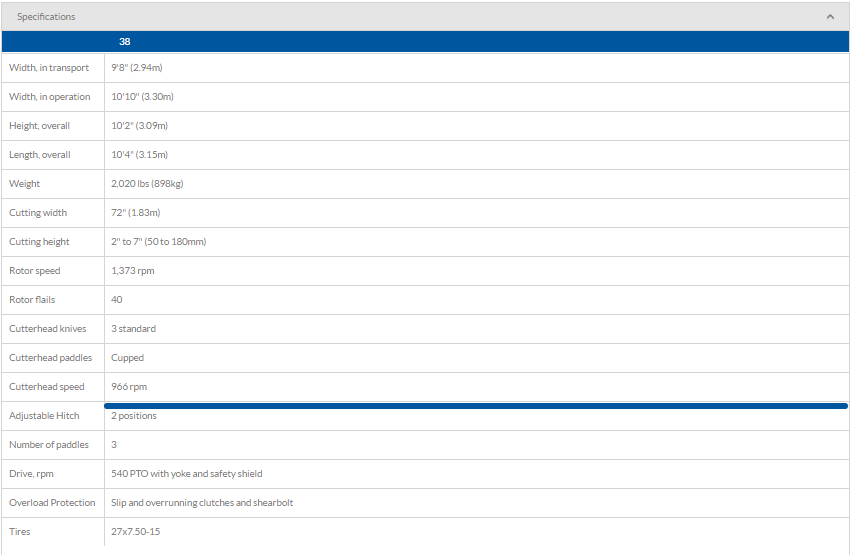 Specifications
38
Width, in transport 9'8" (2.94m)
Width, in operation 10'10" (3.30m)
Height, overall 10'2" (3.09m)
Length, overall 10'4" (3.15m)
Weight 2,020 lbs (898kg)
Cutting width 72" (1.83m)
Cutting height 2" to 7" (50 to 180mm)
Rotor speed 1,373 rpm
Rotor flails 40
Cutterhead knives 3 standard
Cutterhead paddles Cupped
Cutterhead speed 966 rpm
Adjustable Hitch 2 positions
Number of paddles 3
Drive, rpm 540 PTO with yoke and safety shield
Overload Protection Slip and overrunning clutches and shearbolt
Tires 27x7.50-15